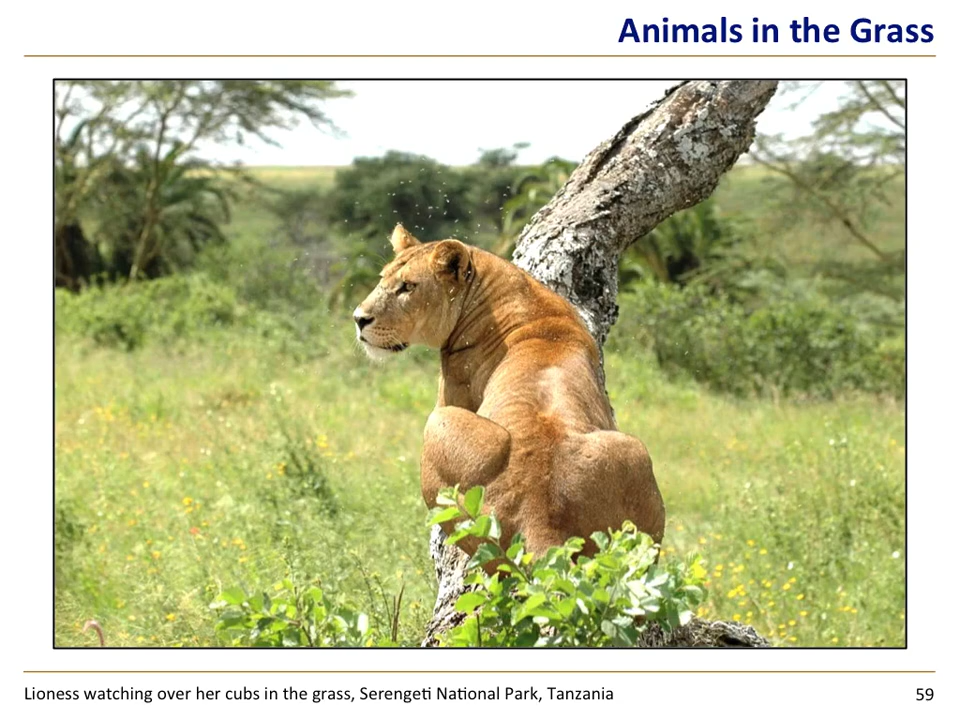 Animals in the Grass
Lioness watching over her cubs in the grass, Serengeti National Park, Tanzania
59